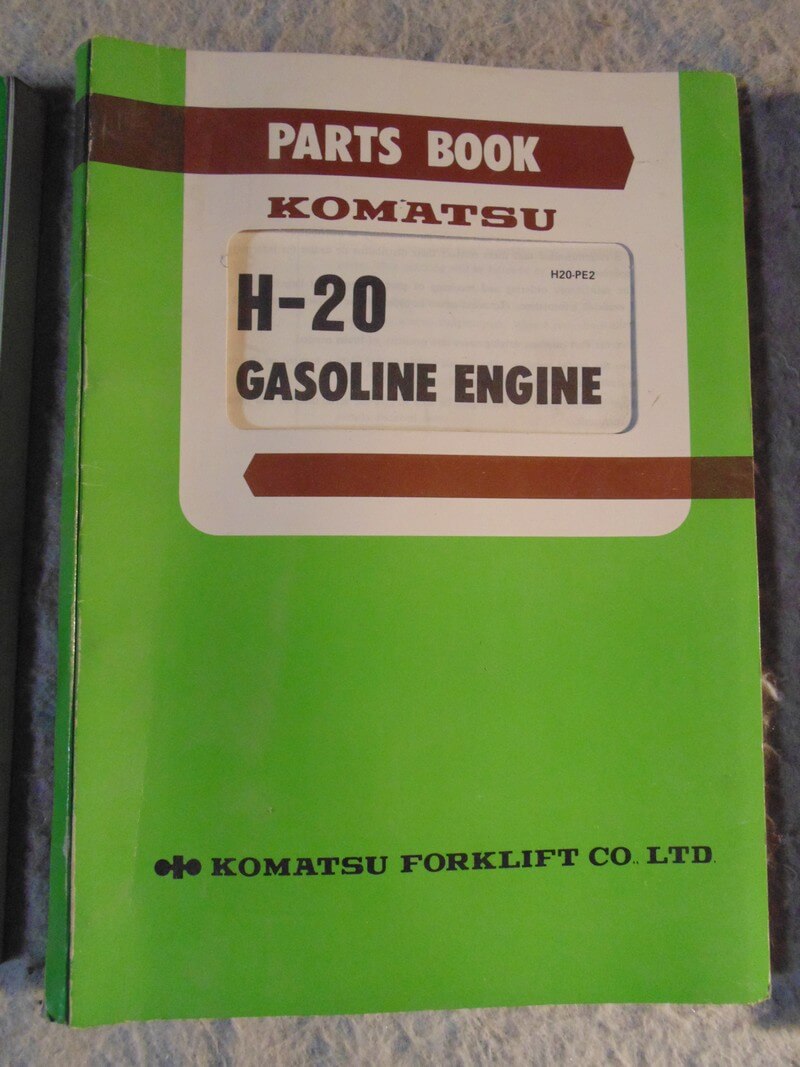 PARTS BOOK
KOMATSU
H20-PE2
H-20
GASOLINE ENGINE
KOMATSU FORKLIFT CO., LTD.